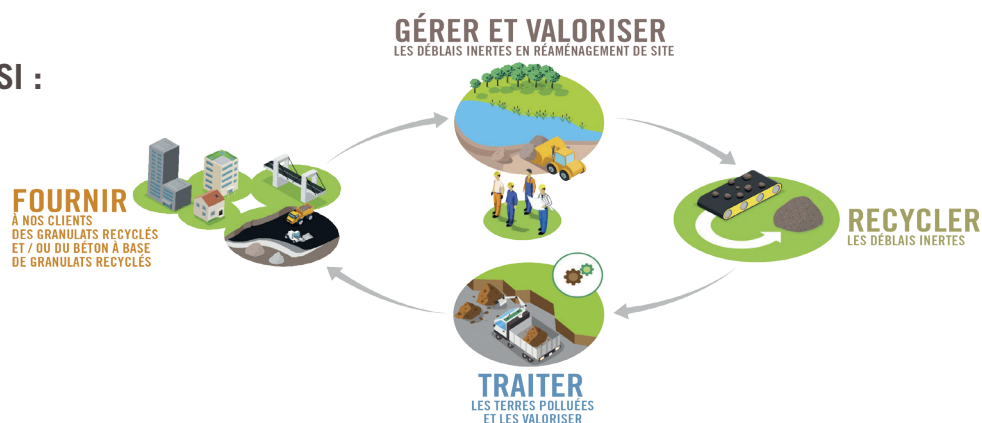 SI :
GÉRER ET VALORISER
LES DÉBLAIS INERTES EN RÉAMÉNAGEMENT DE SITE
FOURNIR
À NOS CLIENTS
DES GRANULATS RECYCLÉS
ET / OU DU BÉTON À BASE
DE GRANULATS RECYCLÉS
RECYCLER
LES DÉBLAIS INERTES
TRAITER
LES TERRES POLLUÉES
ET LES VALORISER